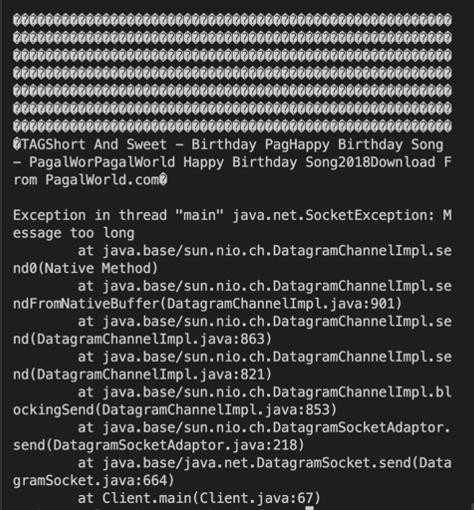 �TAGShort And Sweet - Birthday PagHappy Birthday Song
- PagalWorPagalWorld Happy Birthday Song2018Download F
rom PagalWorld.com�
Exception in thread "main" java.net.SocketException: M
essage too long
at java.base/sun.nio.ch.DatagramChannelImpl.se
nd0(Native Method)
at java.base/sun.nio.ch.DatagramChannelImpl.se
ndFromNativeBuffer(DatagramChannelImpl.java:901)
at java.base/sun.nio.ch.DatagramChannelImpl.se
nd(DatagramChannelImpl.java:863)
at java.base/sun.nio.ch.DatagramChannelImpl.se
nd(DatagramChannelImpl.java:821)
at java.base/sun.nio.ch.DatagramChannelImpl.bl
ockingSend(DatagramChannelImpl.java:853)
at java.base/sun.nio.ch.DatagramSocketAdaptor.
send(DatagramSocketAdaptor.java:218)
at java.base/java.net.DatagramSocket.send(Data
gramSocket.java:664)
at Client.main(Client.java:67)